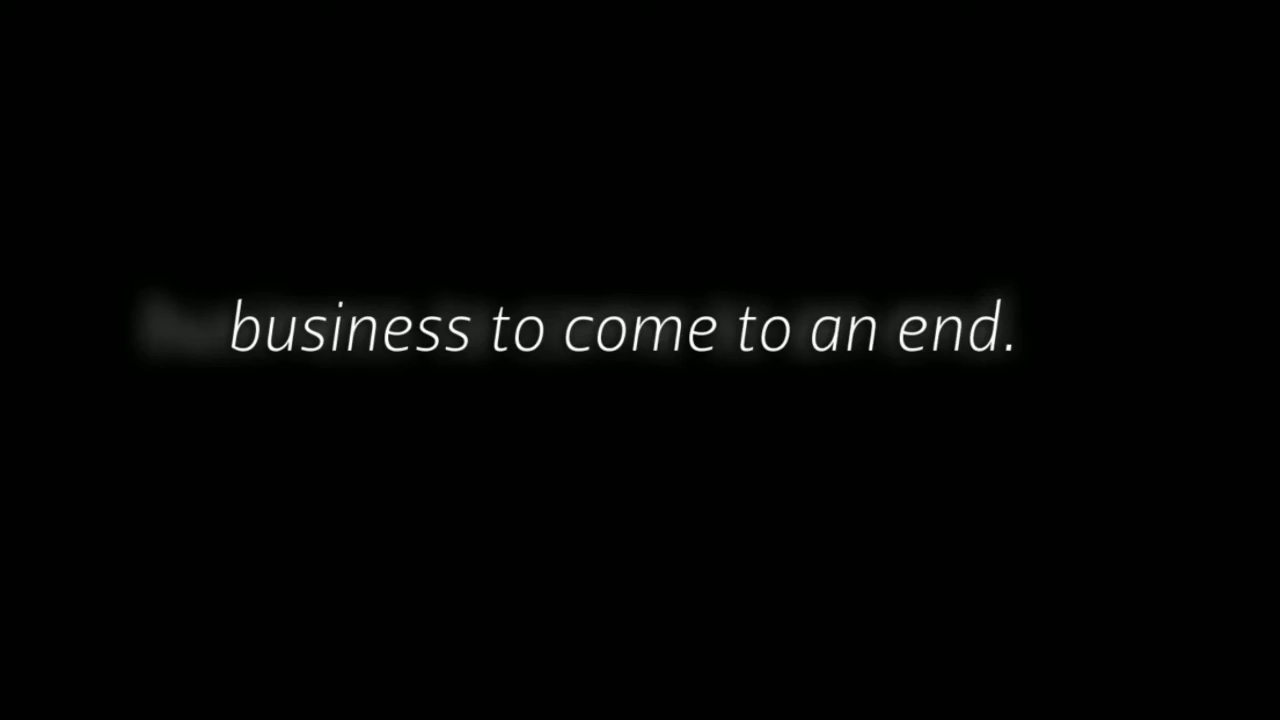 business to come to an end.